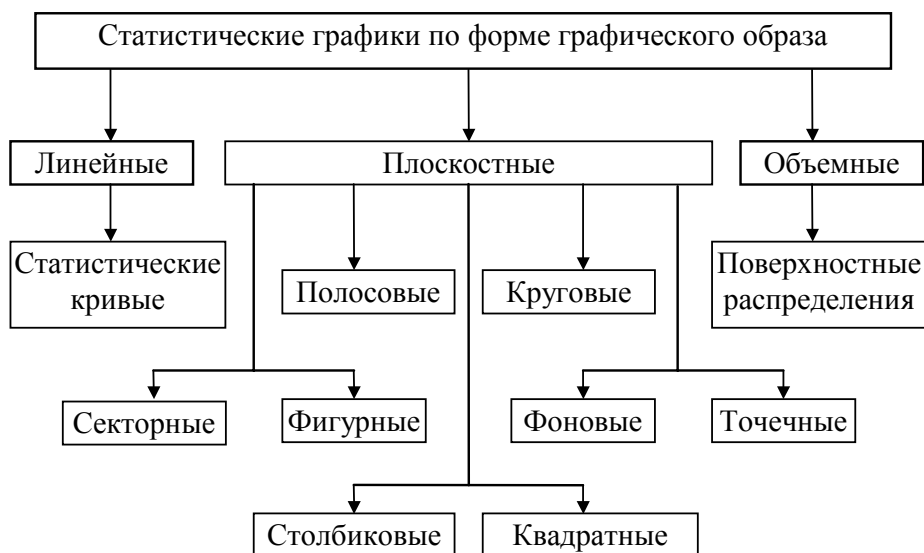 Статистические графики по форме графического образа
Линейные
Плоскостные
Объемные
Статистические
кривые
Полосовые
Круговые
Поверхностные
распределения
Секторные
Фигурные
Фоновые
Точечные
Столбиковые
Квадратные